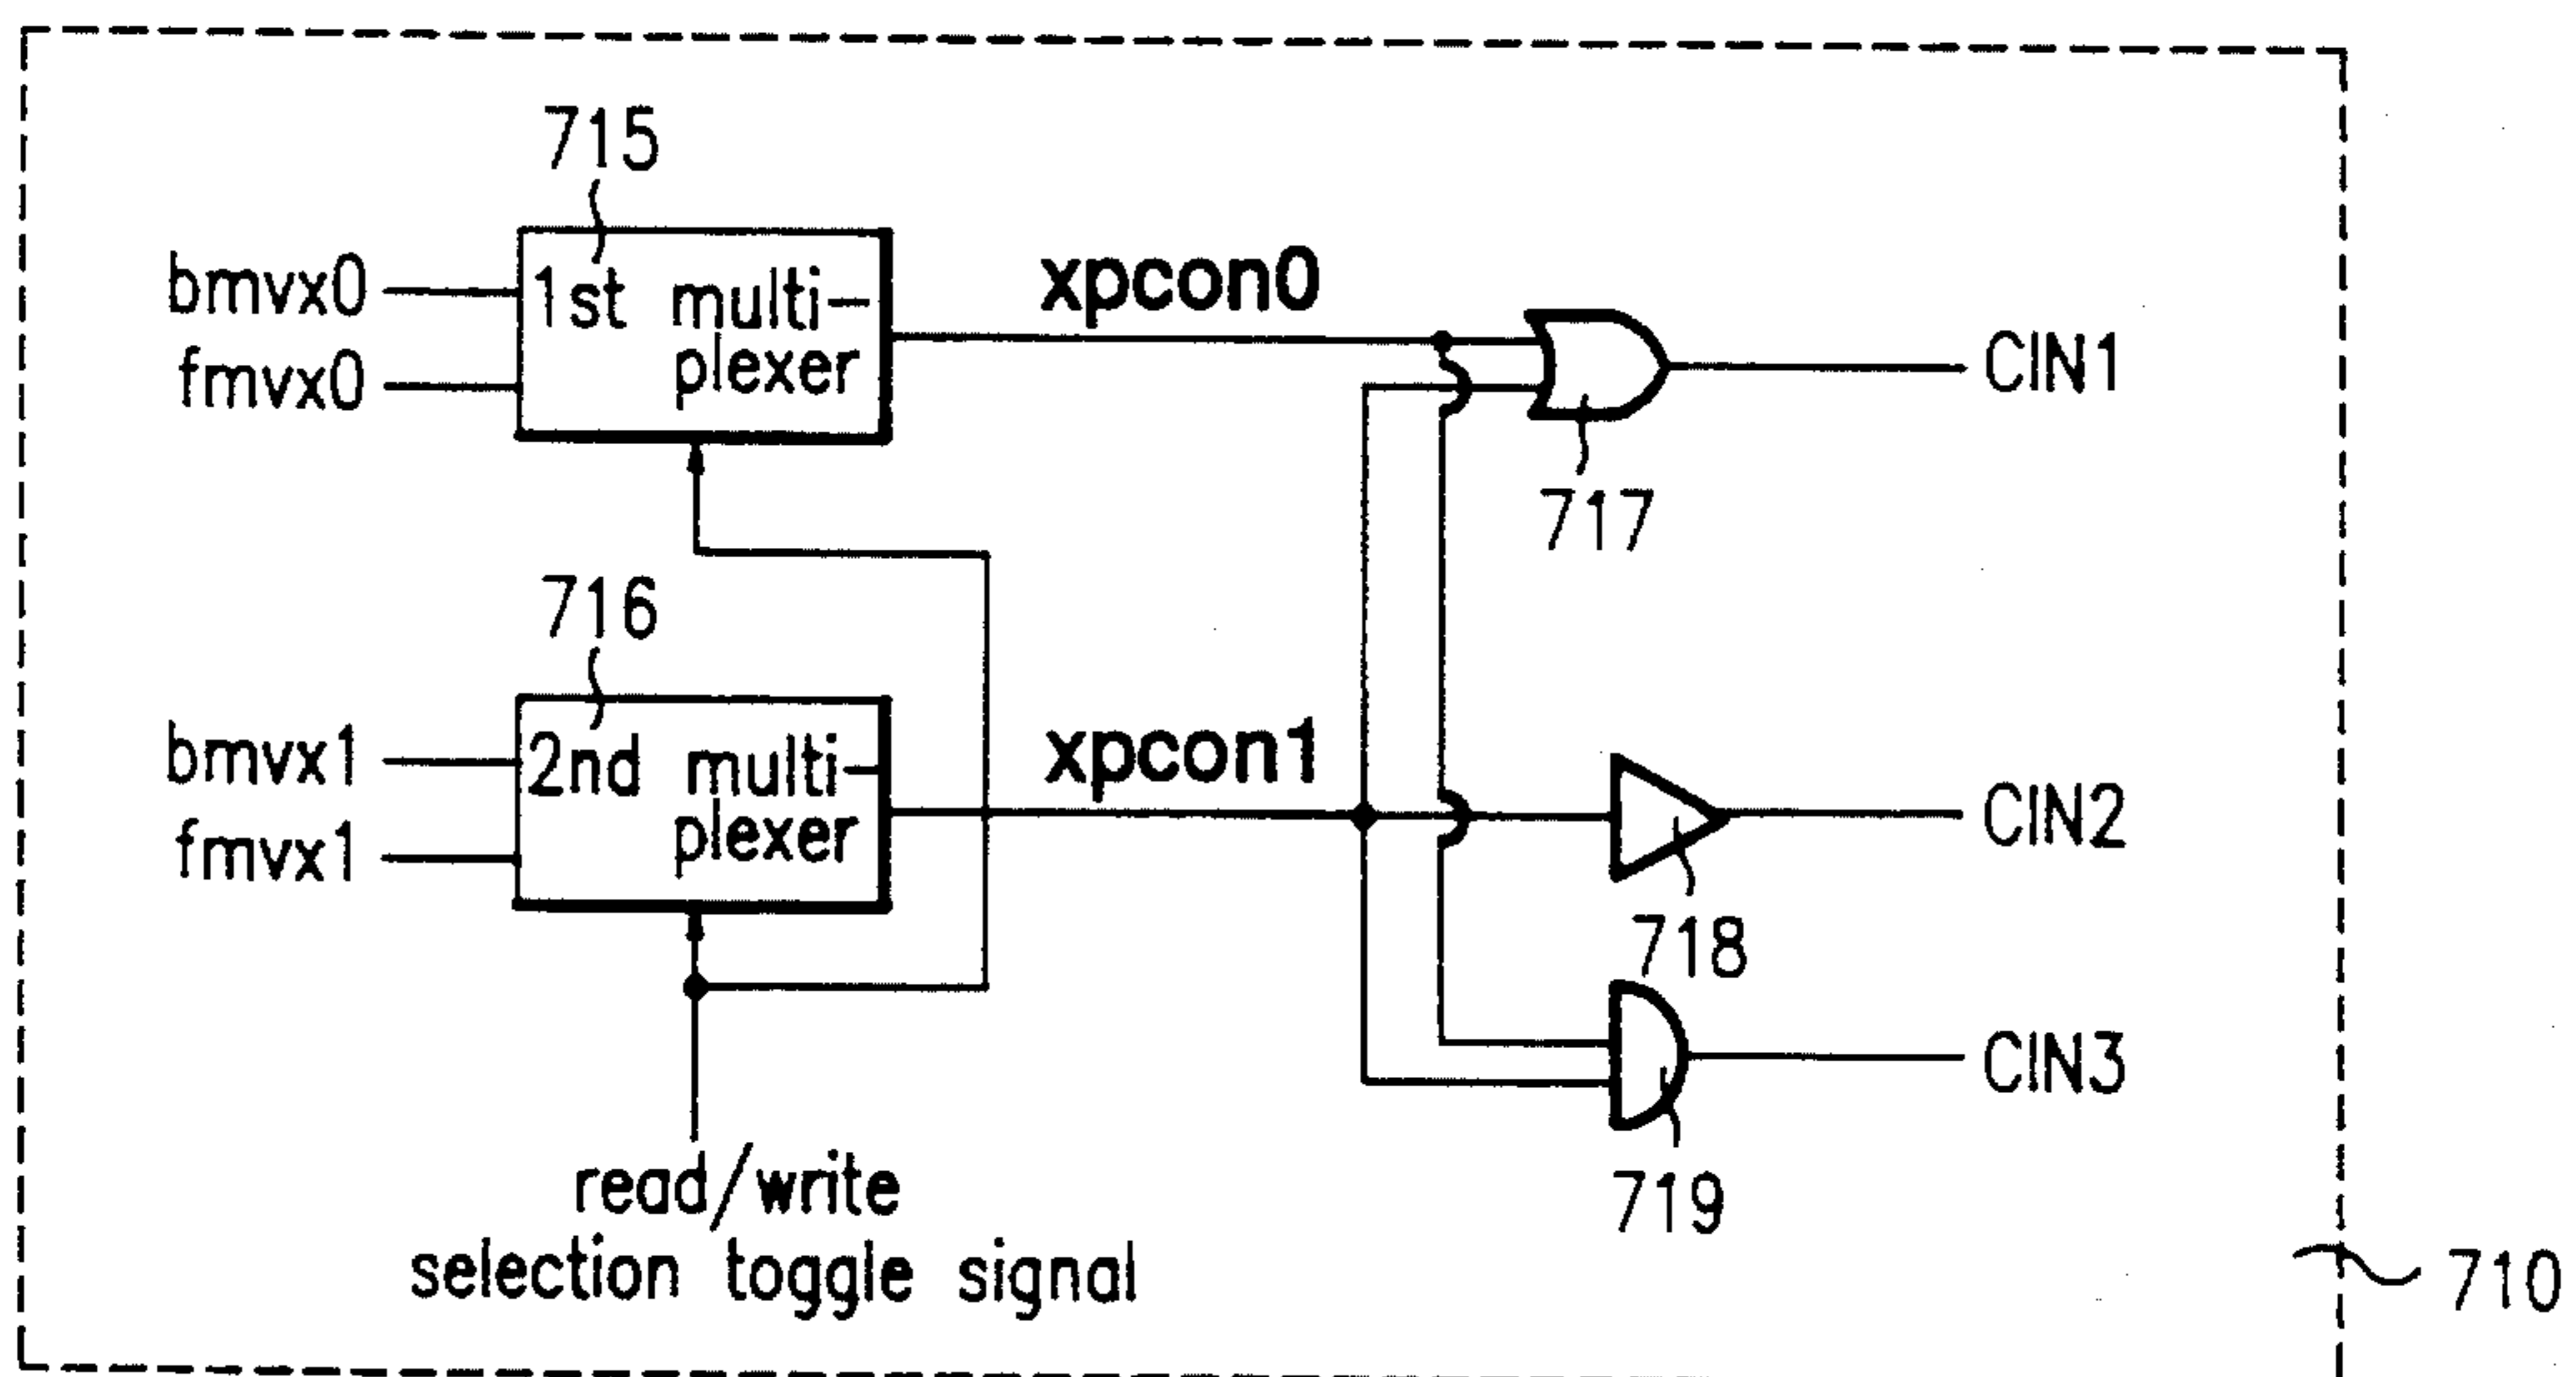 715
bmvx0
fmvx0
1st multi-
plexer
xpcon0
CIN1
717
716
bmvx1
fmvx1
2nd multi-
plexer
xpcon1
CIN2
718
CIN3
719
read/write
selection toggle signal
710